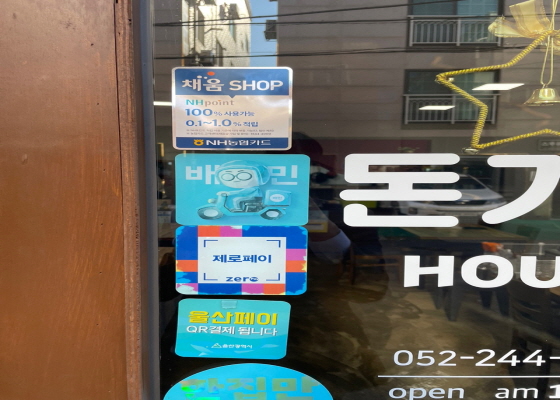 채움 SHOP
NHpoint
100% 사용가능
0.1~1.0% 적립
NH농협카드
배 민
제로페이
zero
울산페이
QR결제 됩니다
울산광역시
돈가
HOU
052-244-
open am 1